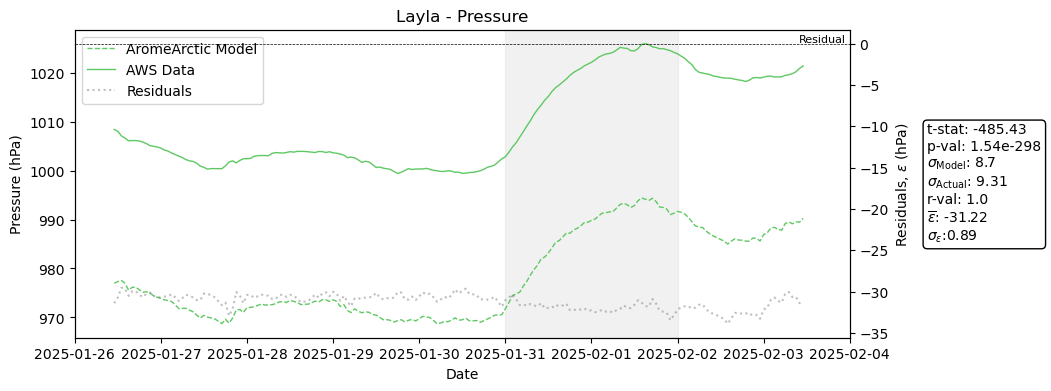 Layla - Pressure
AromeArctic Model
AWS Data
Residuals
Residual
Pressure (hPa)
1020
1010
1000
990
980
970
0
−5
−10
−15
−20
−25
−30
−35
Residuals, ε (hPa)
2025-01-26 2025-01-27 2025-01-28 2025-01-29 2025-01-30 2025-01-31 2025-02-01 2025-02-02 2025-02-03 2025-02-04
Date
t-stat: -485.43
p-val: 1.54e-298
σModel: 8.7
σActual: 9.31
r-val: 1.0
ε̅: -31.22
σε:0.89